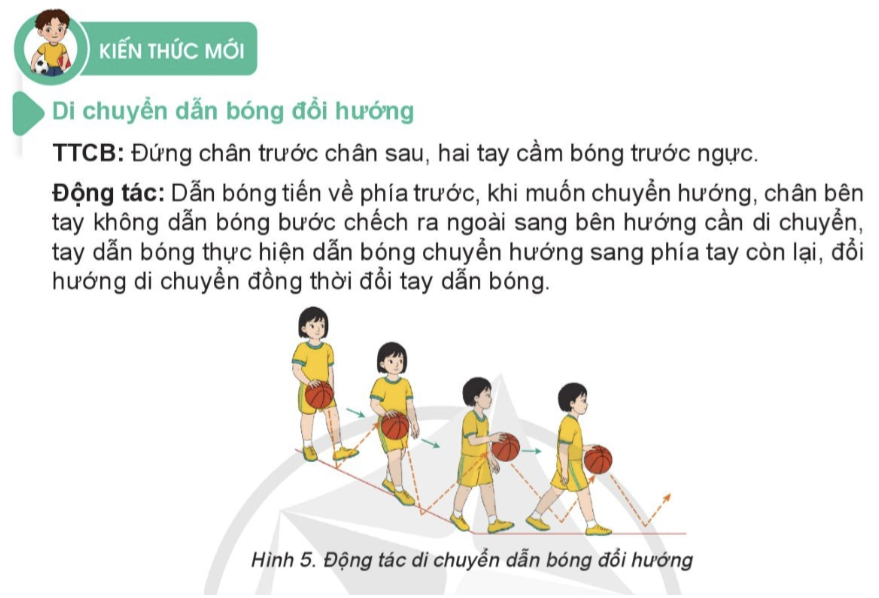 KIẾN THỨC MỚI
Di chuyển dẫn bóng đổi hướng
TTCB: Đứng chân trước chân sau, hai tay cầm bóng trước ngực.
Động tác: Dẫn bóng tiến về phía trước, khi muốn chuyển hướng, chân bên
tay không dẫn bóng bước chếch ra ngoài sang bên hướng cần di chuyển,
tay dẫn bóng thực hiện dẫn bóng chuyển hướng sang phía tay còn lại, đổi
hướng di chuyển đồng thời đổi tay dẫn bóng.
Hình 5. Động tác di chuyển dẫn bóng đổi hướng